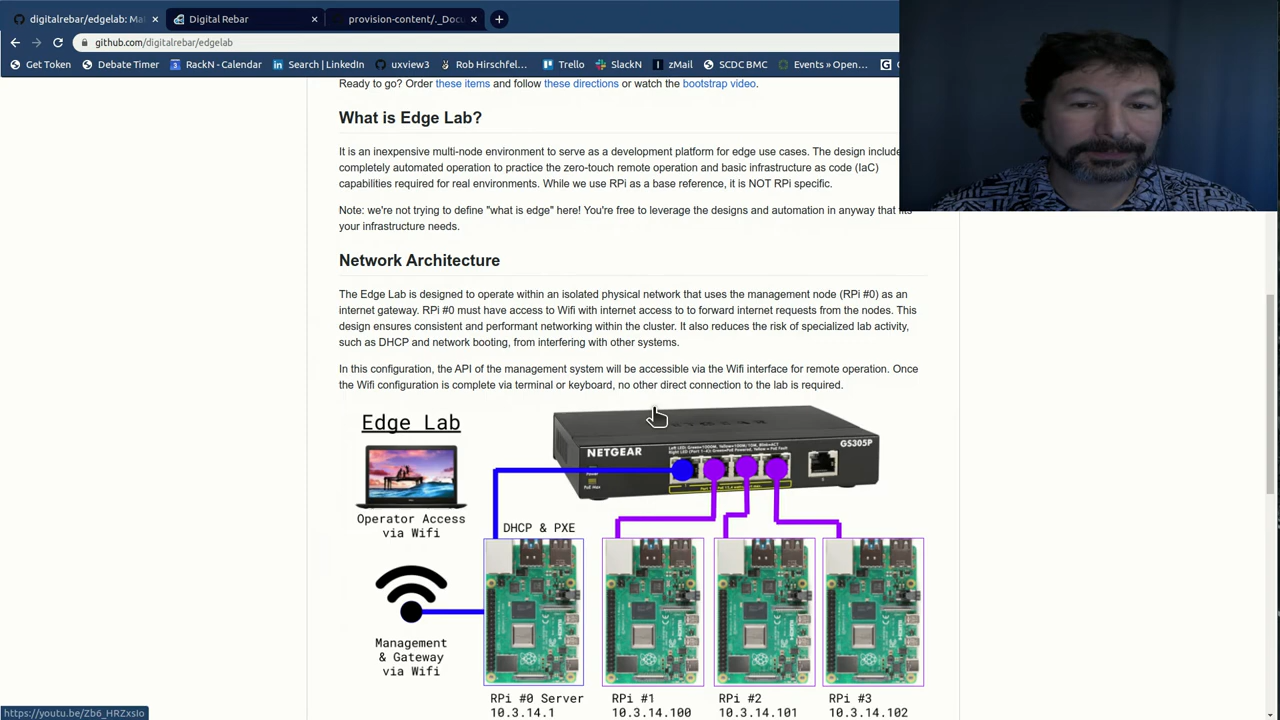 digitalrebar/edgelab: Ma
Digital Rebar
provision-content/._Docu
github.com/digitalrebar/edgelab
Get Token
Debate Timer
RackN - Calendar
Search | LinkedIn
uxview3
Rob Hirschfel...
Trello
SlackN
zMail
SCDC BMC
Events » Open...
Ready to go? Order these items and follow these directions or watch the bootstrap video.
What is Edge Lab?
It is an inexpensive multi-node environment to serve as a development platform for edge use cases. The design include
completely automated operation to practice the zero-touch remote operation and basic infrastructure as code (IaC)
capabilities required for real environments. While we use RPi as a base reference, it is NOT RPi specific.
Note: we're not trying to define "what is edge" here! You're free to leverage the designs and automation in anyway that fits
your infrastructure needs.
Network Architecture
The Edge Lab is designed to operate within an isolated physical network that uses the management node (RPi #0) as an
internet gateway. RPi #0 must have access to Wifi with internet access to to forward internet requests from the nodes. This
design ensures consistent and performant networking within the cluster. It also reduces the risk of specialized lab activity,
such as DHCP and network booting, from interfering with other systems.
In this configuration, the API of the management system will be accessible via the Wifi interface for remote operation. Once
the Wifi configuration is complete via terminal or keyboard, no other direct connection to the lab is required.
Edge Lab
NETGEAR
GS305P
Operator Access
via Wifi
DHCP & PXE
Management
& Gateway
via Wifi
RPi #0 Server
10.3.14.1
RPi #1
10.3.14.100
RPi #2
10.3.14.101
RPi #3
10.3.14.102
https://youtu.be/Zb6_HRZxsIo